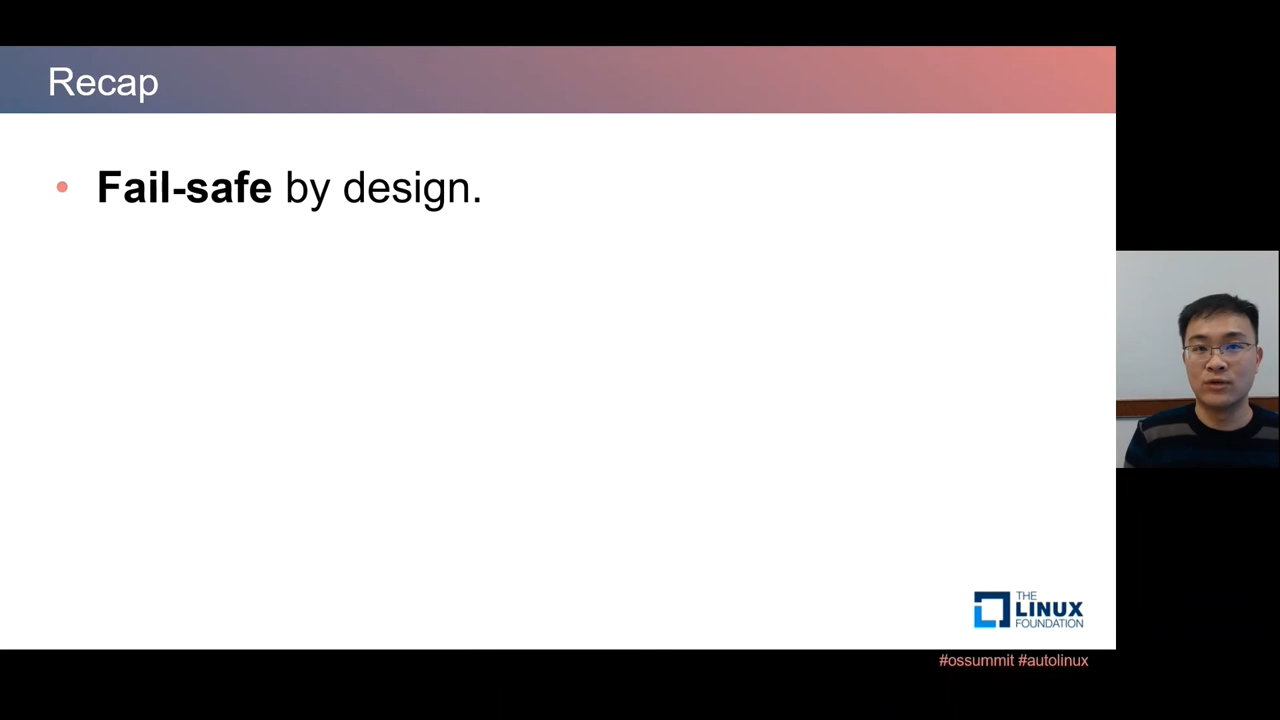 Recap
• Fail-safe by design.
THE
LINUX
FOUNDATION
#ossummit #autolinux